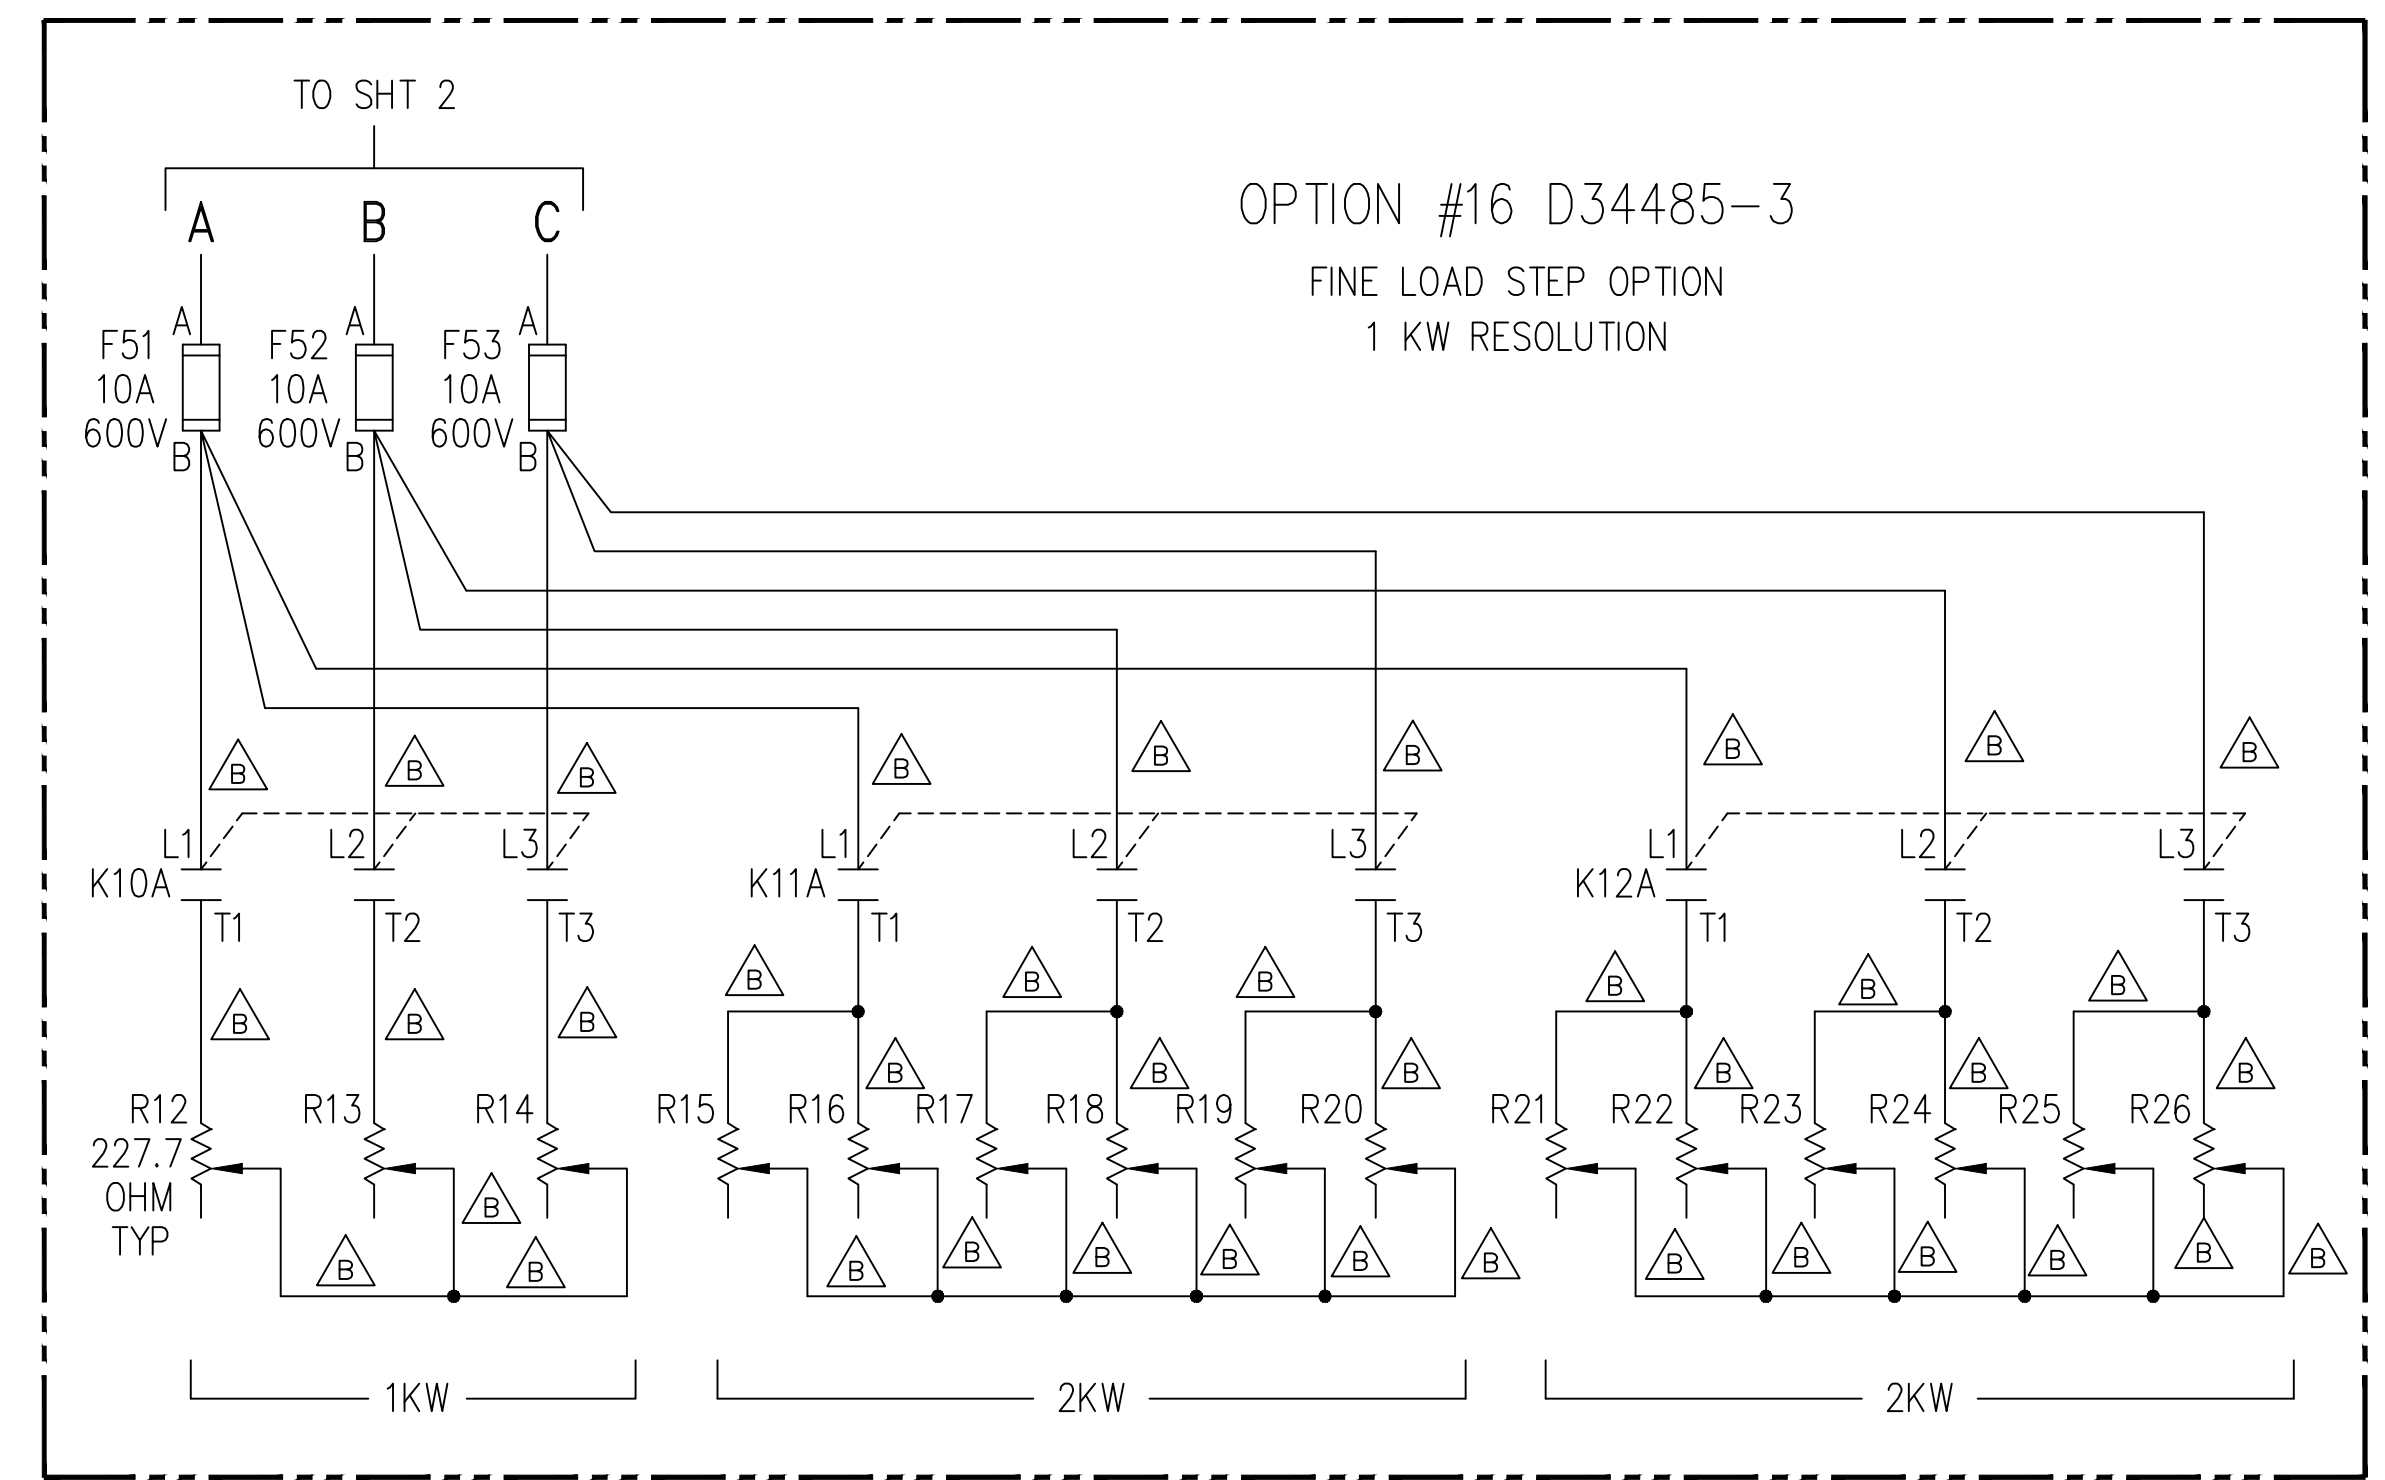 TO SHT 2
A B C
OPTION #16 D34485-3
FINE LOAD STEP OPTION
1 KW RESOLUTION
A A A
F51 F52 F53
10A 10A 10A
600V 600V 600V
B B B
B B B B B B B B B
L1 L2 L3 L1 L2 L3 L1 L2 L3
K10A K11A K12A
T1 T2 T3 T1 T2 T3 T1 T2 T3
B B B B B B
B B B
B B B B B B
R12 R13 R14 R15 R16 R17 R18 R19 R20 R21 R22 R23 R24 R25 R26
227.7
OHM
TYP
B
B B B B B B B B B B B B B B
1KW 2KW 2KW